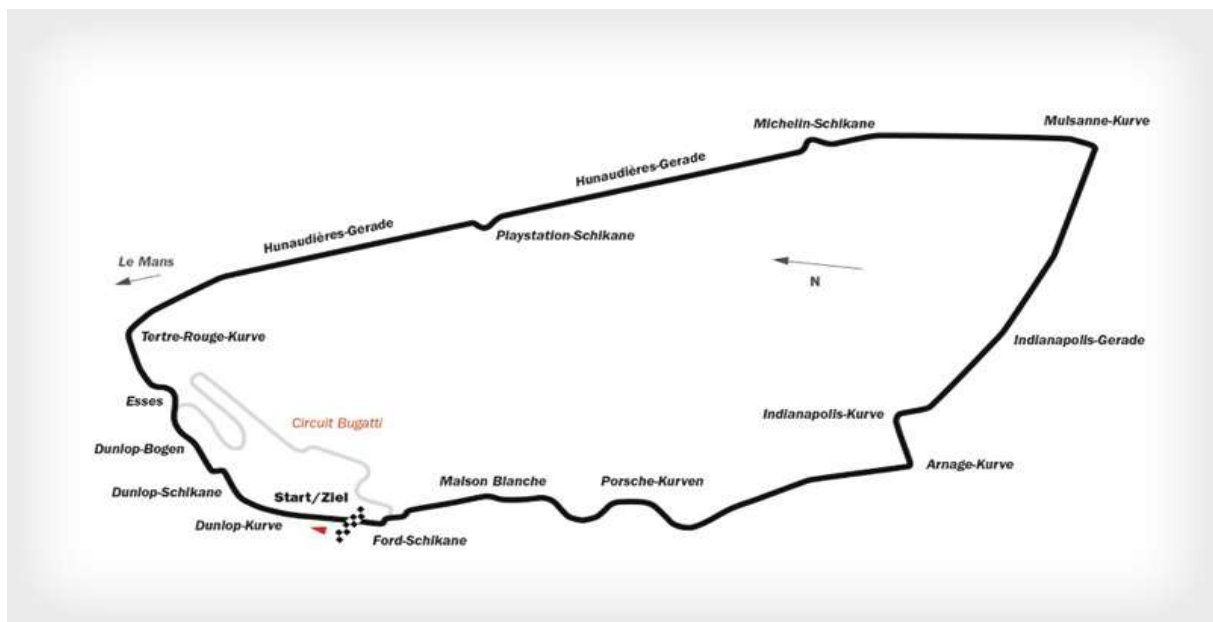 Michelin-Schikane
Mulsanne-Kurve
Hunaudières-Gerade
Hunaudières-Gerade
Playstation-Schikane
Le Mans
N
Tertre-Rouge-Kurve
Indianapolis-Gerade
Esses
Circuit Bugatti
Indianapolis-Kurve
Dunlop-Bogen
Arnage-Kurve
Dunlop-Schikane
Start/Ziel
Maison Blanche
Porsche-Kurven
Dunlop-Kurve
Ford-Schikane